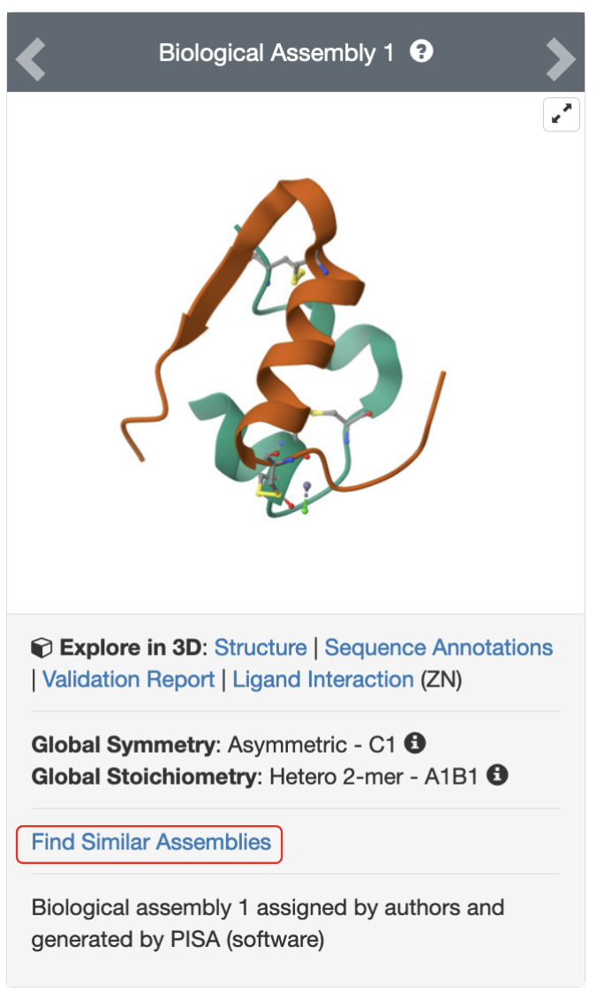 Biological Assembly 1 ?
Explore in 3D: Structure | Sequence Annotations
| Validation Report | Ligand Interaction (ZN)
Global Symmetry: Asymmetric - C1
Global Stoichiometry: Hetero 2-mer - A1B1
Find Similar Assemblies
Biological assembly 1 assigned by authors and
generated by PISA (software)